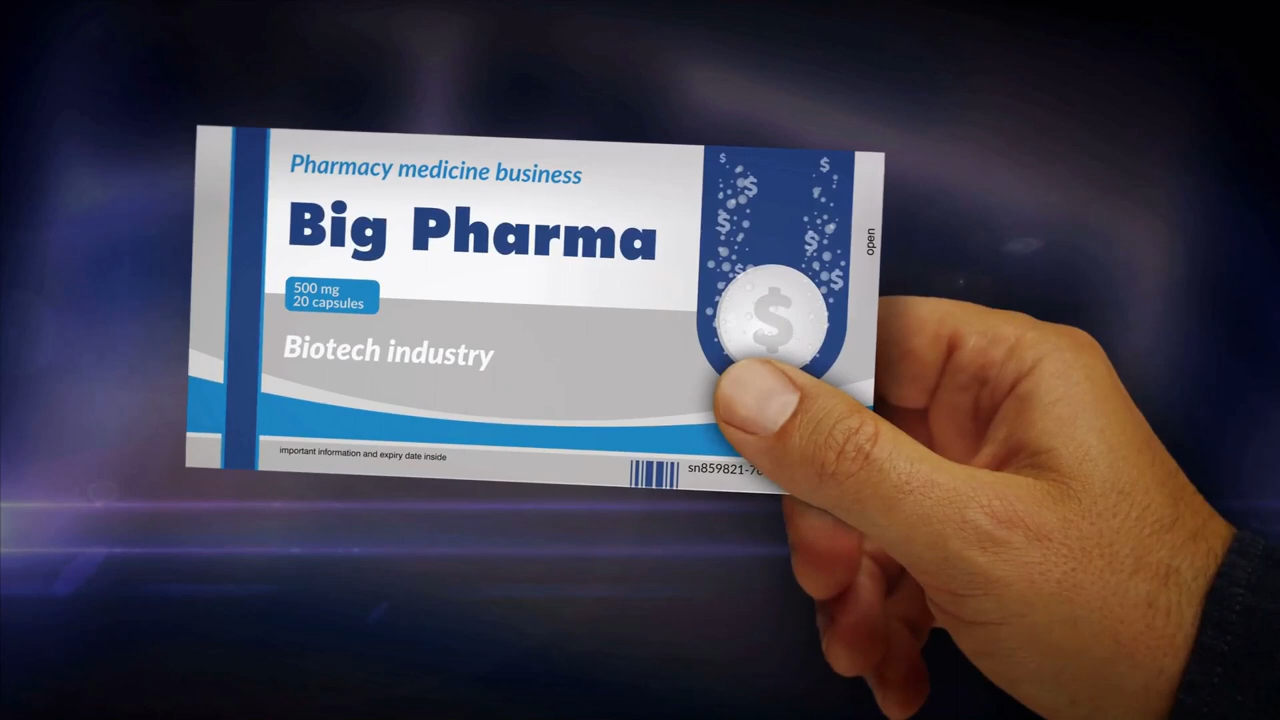 Pharmacy medicine business
Big Pharma
500 mg
20 capsules
Biotech industry
important information and expiry date inside
sn859821-
open
$